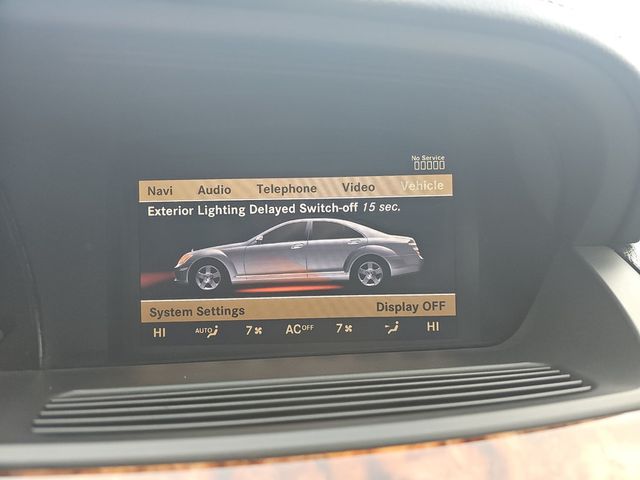 No Service
Navi Audio Telephone Video Vehicle
Exterior Lighting Delayed Switch-off 15 sec.
System Settings Display OFF
HI AUTO 7 AC OFF 7 HI